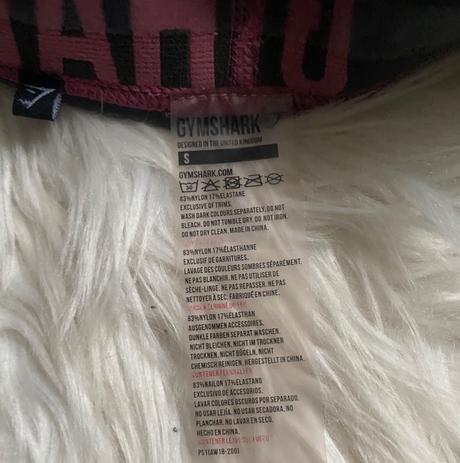 GYMSHARK
DESIGNED IN THE UNITED KINGDOM
S
GYMSHARK.COM
30
83%NYLON 17%ELASTANE
EXCLUSIVE OF TRIMS.
WASH DARK COLOURS SEPARATELY. DO NOT
BLEACH. DO NOT TUMBLE DRY. DO NOT IRON.
DO NOT DRY CLEAN. MADE IN CHINA.
83%NYLON 17%ELASTHANNE
EXCLUSIF DE GARNITURES.
LAVAGE DES COULEURS SOMBRES SÉPARÉMENT.
NE PAS BLANCHIR. NE PAS UTILISER DE
SÈCHE-LINGE. NE PAS REPASSER. NE PAS
NETTOYER À SEC. FABRIQUÉ EN CHINE.
83%NYLON 17%ELASTHAN
AUSGENOMMEN ACCESSOIRES.
DUNKLE FARBEN SEPARAT WASCHEN.
NICHT BLEICHEN. NICHT IM TROCKNER
TROCKNEN, NICHT BÜGELN. NICHT
CHEMISCH REINIGEN. HERGESTELLT IN CHINA.
83%NAILON 17%ELASTANO
EXCLUSIVO DE ACCESORIOS.
LAVAR COLORES OSCUROS POR SEPARADO.
NO USAR LEJÍA. NO USAR SECADORA. NO
PLANCHAR. NO LAVAR EN SECO.
HECHO EN CHINA.
PS1(AW18-200)